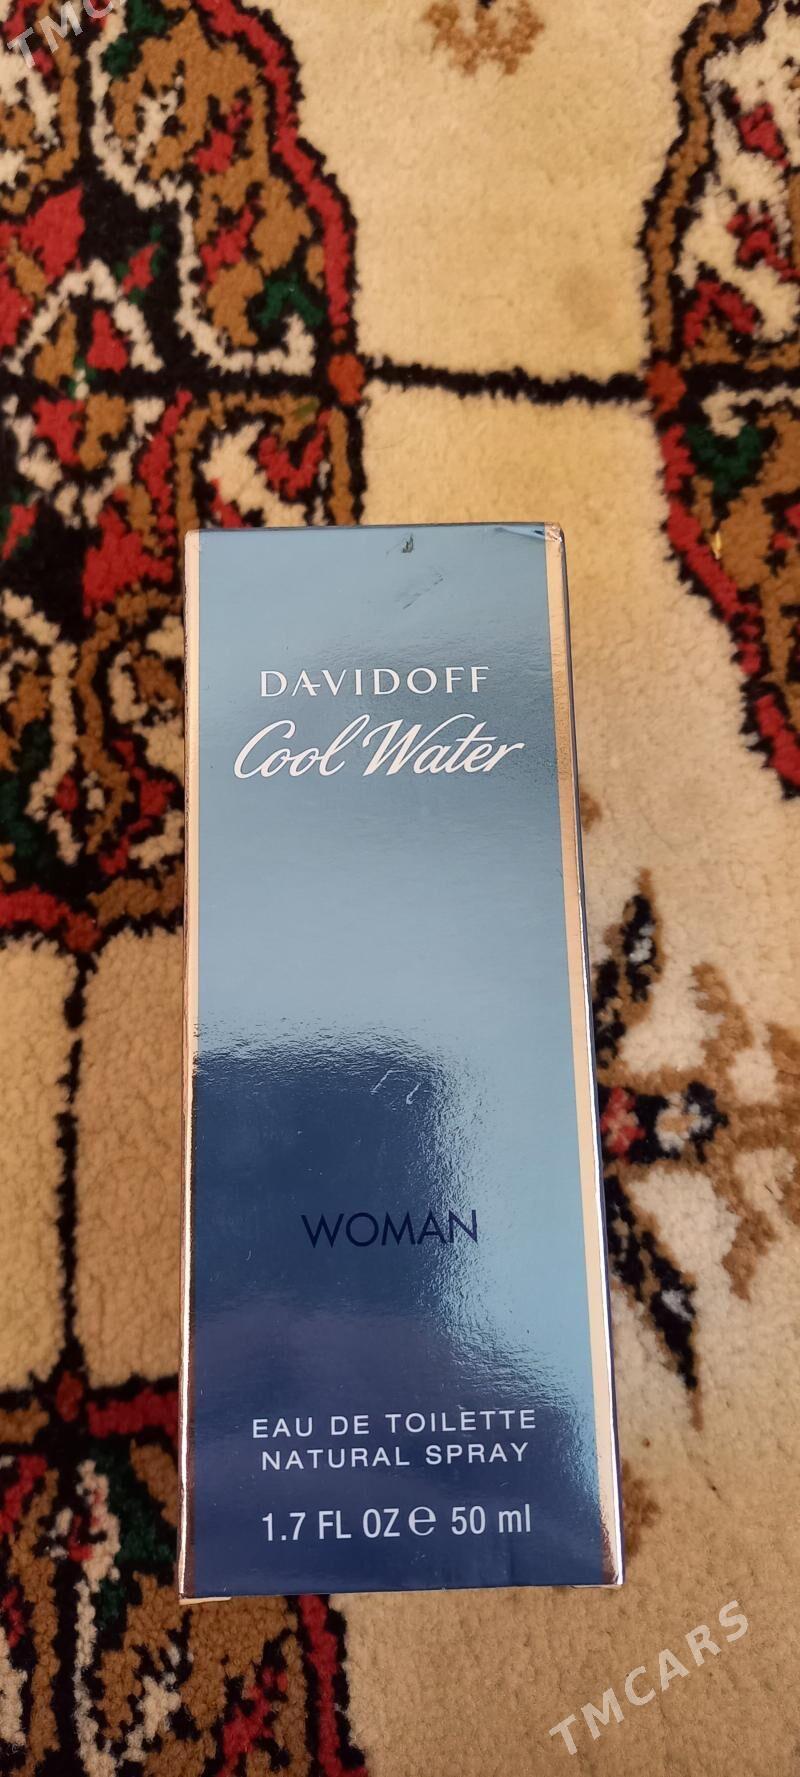 TMCARS
DAVIDOFF
Cool Water
WOMAN
EAU DE TOILETTE
NATURAL SPRAY
1.7 FL OZ e 50 ml
TMCARS